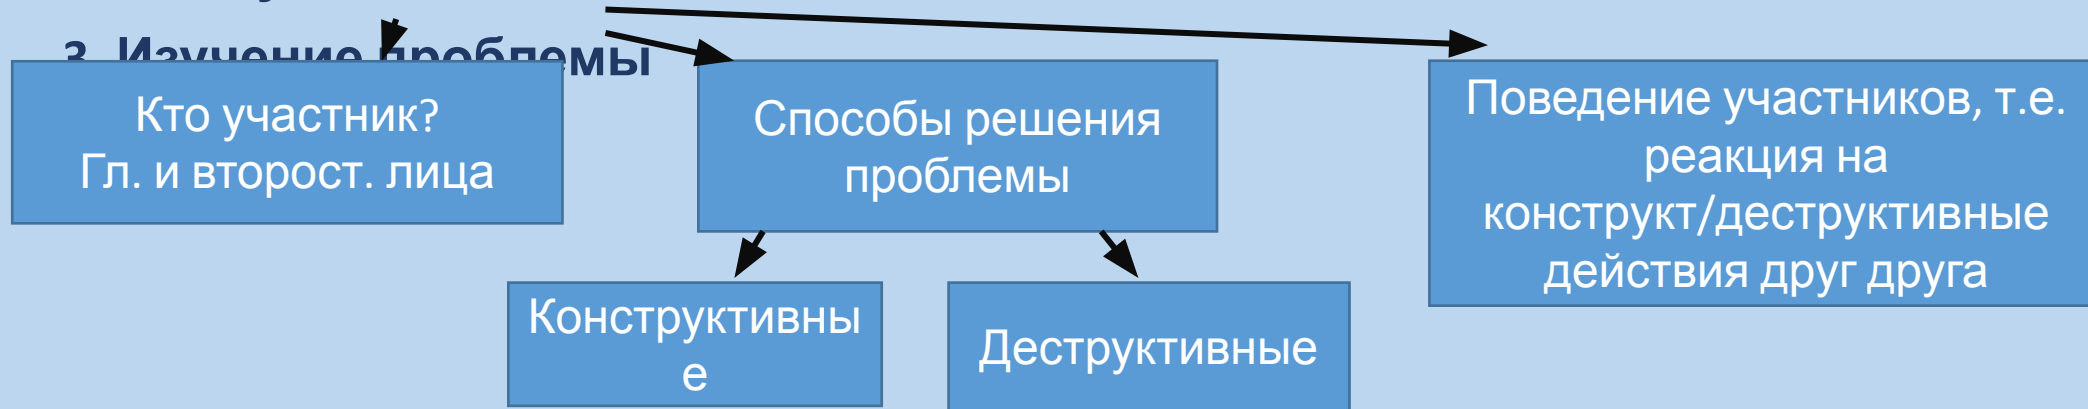 3. Изучение проблемы
Кто участник?
Гл. и второст. лица
Способы решения
проблемы
Поведение участников, т.е.
реакция на
конструкт/деструктивные
действия друг друга
Конструктивны
е
Деструктивные